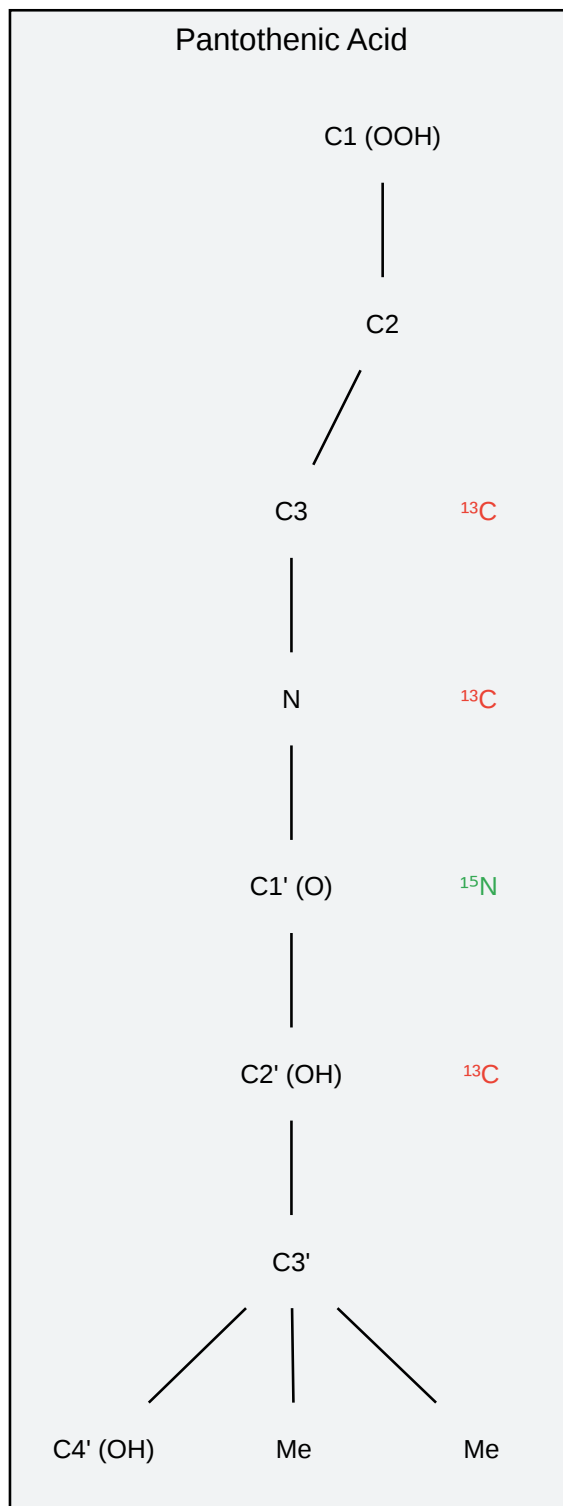 Pantothenic Acid
C1 (OOH)
C2
C3 ¹³C
N ¹³C
C1' (O) ¹⁵N
C2' (OH) ¹³C
C3'
C4' (OH) Me Me